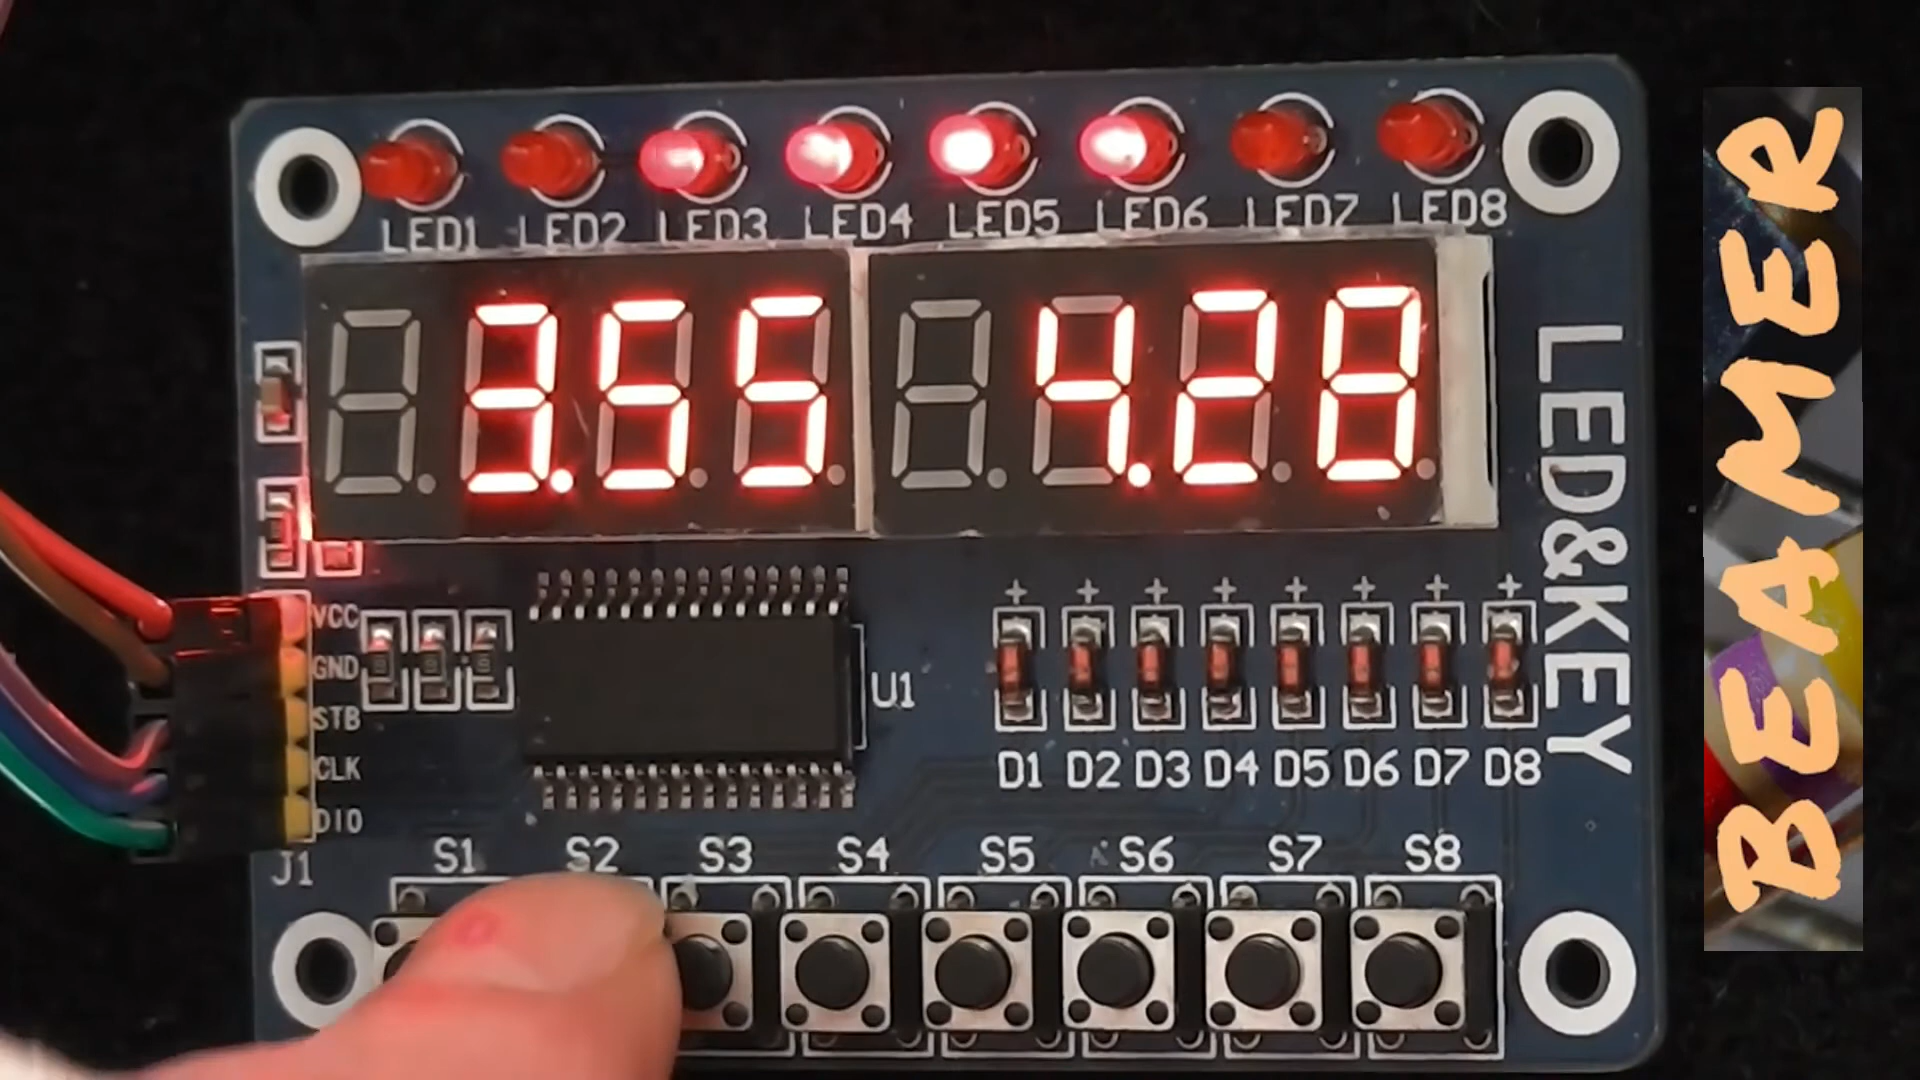 LED1 LED2 LED3 LED4 LED5 LED6 LED7 LED8
3.55 4.28
LED&KEY
VCC
GND
STB
CLK
DIO
J1
U1
+ + + + + + + +
D1 D2 D3 D4 D5 D6 D7 D8
S1 S2 S3 S4 S5 S6 S7 S8
BEAMER